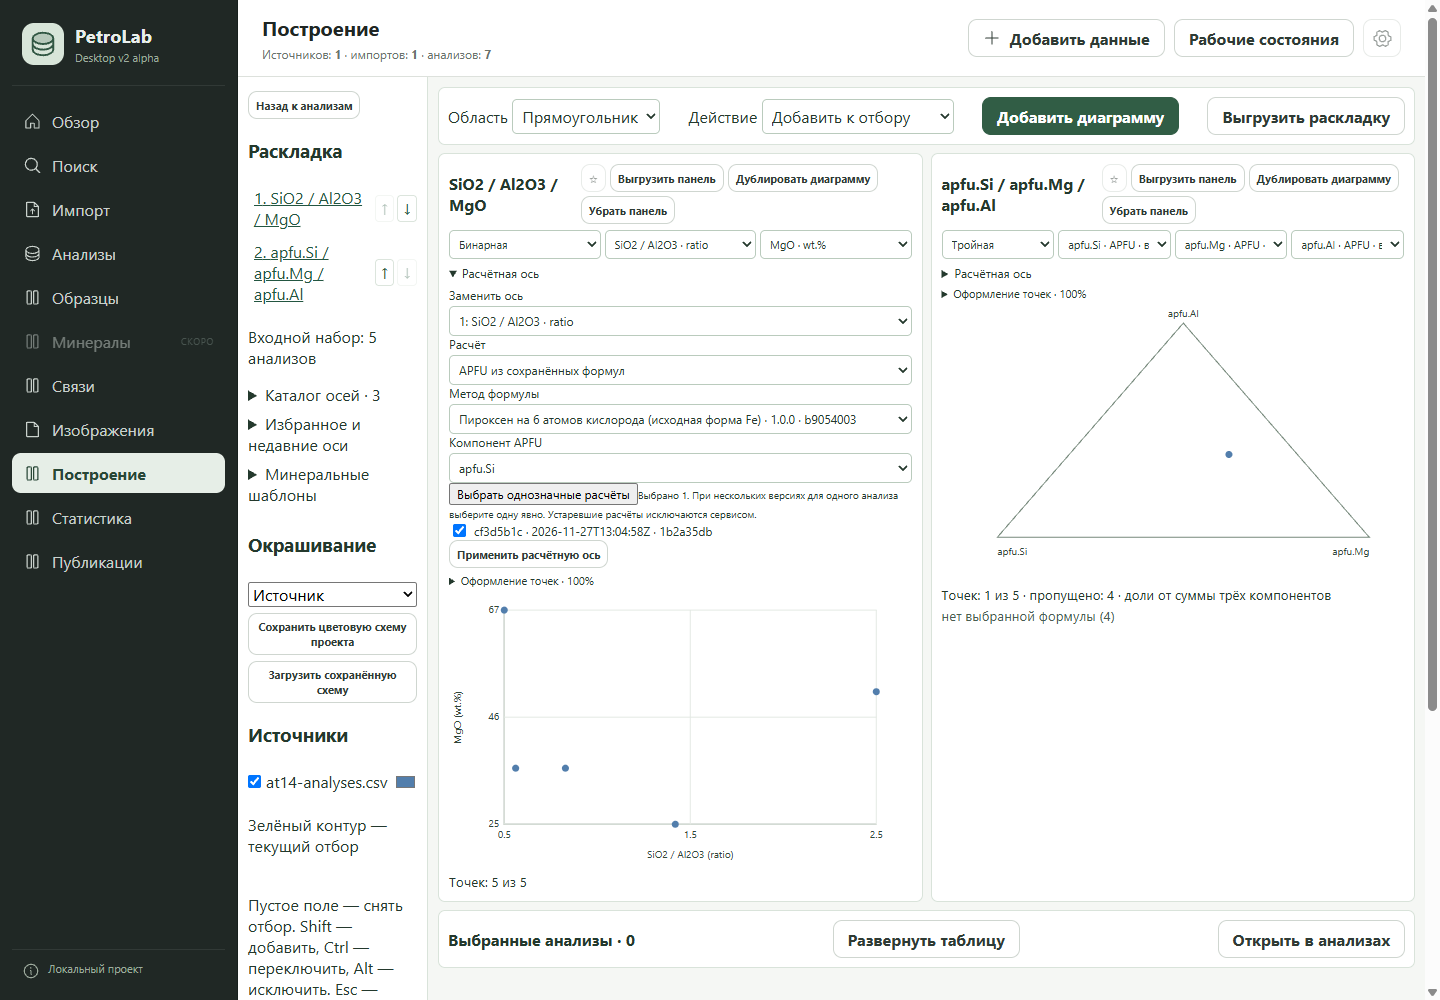 PetroLab
Desktop v2 alpha
Обзор
Поиск
Импорт
Анализы
Образцы
Минералы СКОРО
Связи
Изображения
Построение
Статистика
Публикации
Локальный проект
Построение
Источников: 1 · импортов: 1 · анализов: 7
Добавить данные
Рабочие состояния
Назад к анализам
Раскладка
1. SiO2 / Al2O3
/ MgO
↑ ↓
2. apfu.Si /
apfu.Mg /
apfu.Al
↑ ↓
Входной набор: 5
анализов
Каталог осей · 3
Избранное и
недавние оси
Минеральные
шаблоны
Окрашивание
Источник
Сохранить цветовую схему
проекта
Загрузить сохранённую
схему
Источники
at14-analyses.csv
Зелёный контур —
текущий отбор
Пустое поле — снять
отбор. Shift —
добавить, Ctrl —
переключить, Alt —
исключить. Esc —
Область Прямоугольник Действие Добавить к отбору Добавить диаграмму Выгрузить раскладку
SiO2 / Al2O3 /
MgO
☆ Выгрузить панель Дублировать диаграмму
Убрать панель
Бинарная SiO2 / Al2O3 · ratio MgO · wt.%
Расчётная ось
Заменить ось
1: SiO2 / Al2O3 · ratio
Расчёт
APFU из сохранённых формул
Метод формулы
Пироксен на 6 атомов кислорода (исходная форма Fe) · 1.0.0 · b9054003
Компонент APFU
apfu.Si
Выбрать однозначные расчёты Выбрано 1. При нескольких версиях для одного анализа
выберите одну явно. Устаревшие расчёты исключаются сервисом.
cf3d5b1c · 2026-11-27T13:04:58Z · 1b2a35db
Применить расчётную ось
Оформление точек · 100%
67
46
25
MgO (wt.%)
0.5 1.5 2.5
SiO2 / Al2O3 (ratio)
Точек: 5 из 5
apfu.Si / apfu.Mg /
apfu.Al
☆ Выгрузить панель Дублировать диаграмму
Убрать панель
Тройная apfu.Si · APFU · apfu.Mg · APFU · apfu.Al · APFU ·
Расчётная ось
Оформление точек · 100%
apfu.Al
apfu.Si apfu.Mg
Точек: 1 из 5 · пропущено: 4 · доли от суммы трёх компонентов
нет выбранной формулы (4)
Выбранные анализы · 0 Развернуть таблицу Открыть в анализах